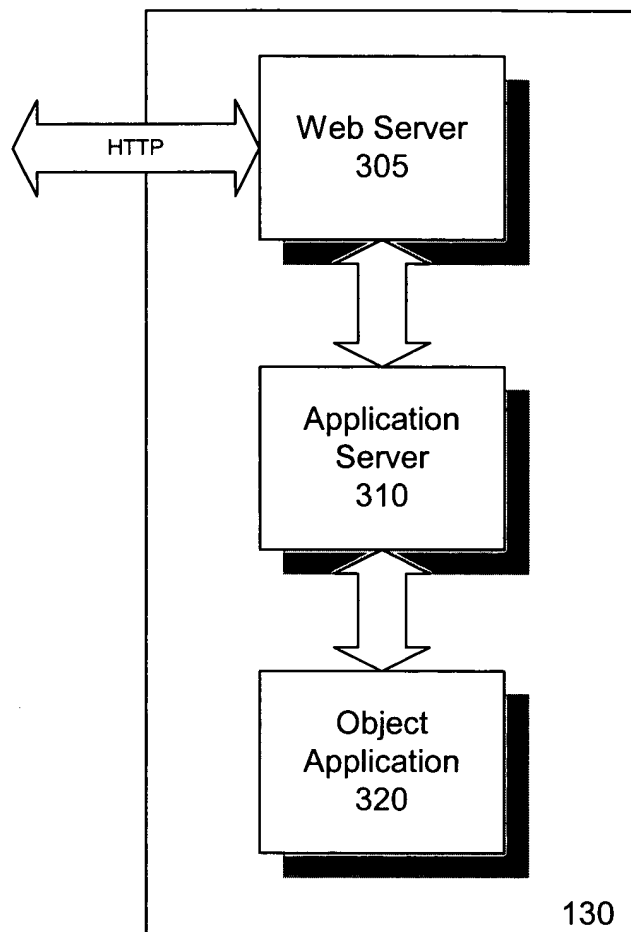 HTTP
Web Server
305
Application
Server
310
Object
Application
320
130